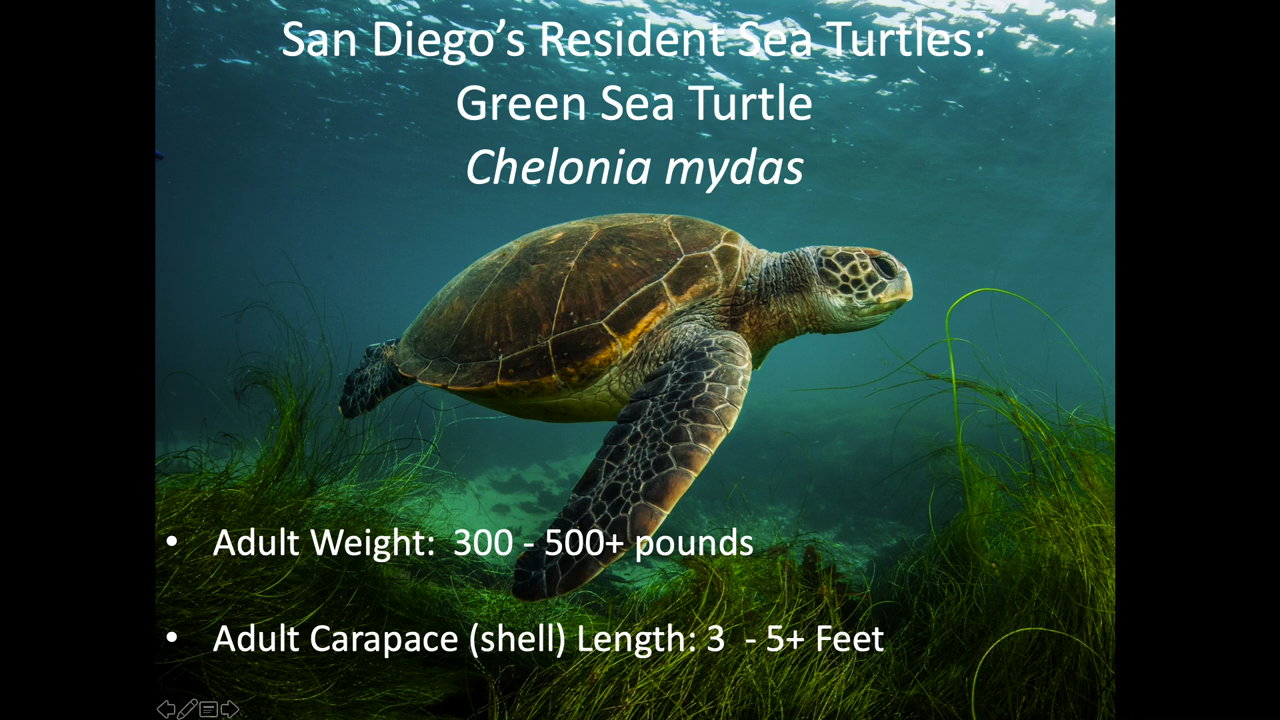 San Diego’s Resident Sea Turtles:
Green Sea Turtle
Chelonia mydas
• Adult Weight:  300 - 500+ pounds
• Adult Carapace (shell) Length: 3  - 5+ Feet